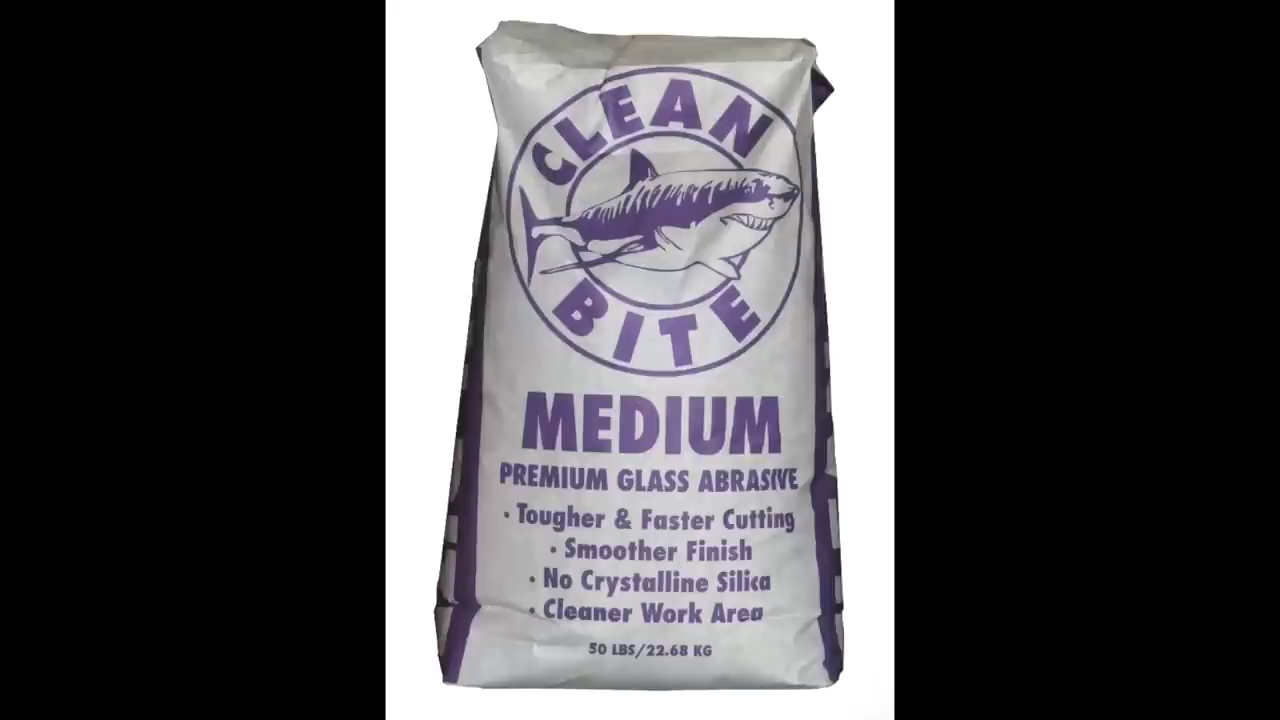 CLEAN
BITE
MEDIUM
PREMIUM GLASS ABRASIVE
· Tougher & Faster Cutting
· Smoother Finish
· No Crystalline Silica
· Cleaner Work Area
50 LBS/22.68 KG